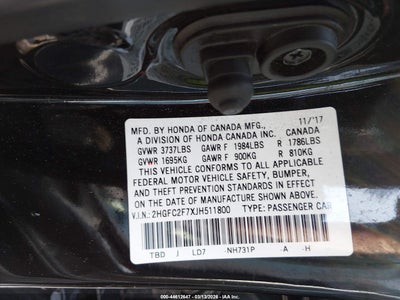 MFD. BY HONDA OF CANADA MFG., 11/'17
A DIVISION OF HONDA CANADA INC. CANADA
GVWR 3737LBS GAWR F 1984LBS R 1786LBS
GVWR 1695KG GAWR F 900KG R 810KG
THIS VEHICLE CONFORMS TO ALL APPLICABLE
FEDERAL MOTOR VEHICLE SAFETY, BUMPER,
AND THEFT PREVENTION STANDARDS IN EFFECT
ON THE DATE OF MANUFACTURE SHOWN ABOVE.
V.I.N.: 2HGFC2F7XJH511800 TYPE: PASSENGER CAR
TBD J LD7 NH731P -A -H
000-44612647 - 03/13/2026 - © IAA Inc.